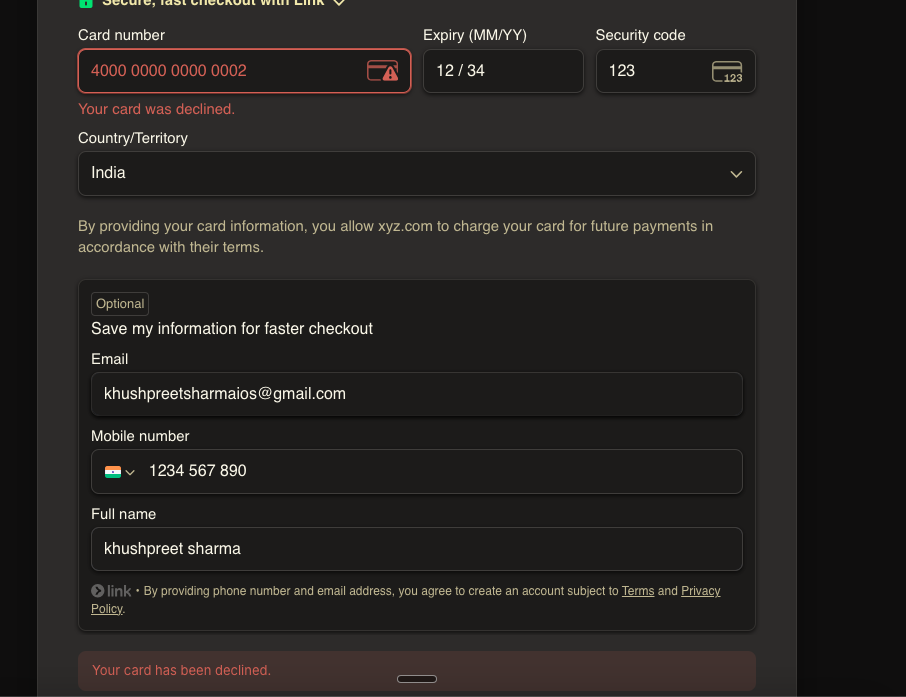 Secure, fast checkout with Link
Card number
Expiry (MM/YY)
Security code
4000 0000 0000 0002
12 / 34
123
123
Your card was declined.
Country/Territory
India
By providing your card information, you allow xyz.com to charge your card for future payments in
accordance with their terms.
Optional
Save my information for faster checkout
Email
khushpreetsharmaios@gmail.com
Mobile number
1234 567 890
Full name
khushpreet sharma
link • By providing phone number and email address, you agree to create an account subject to Terms and Privacy
Policy.
Your card has been declined.